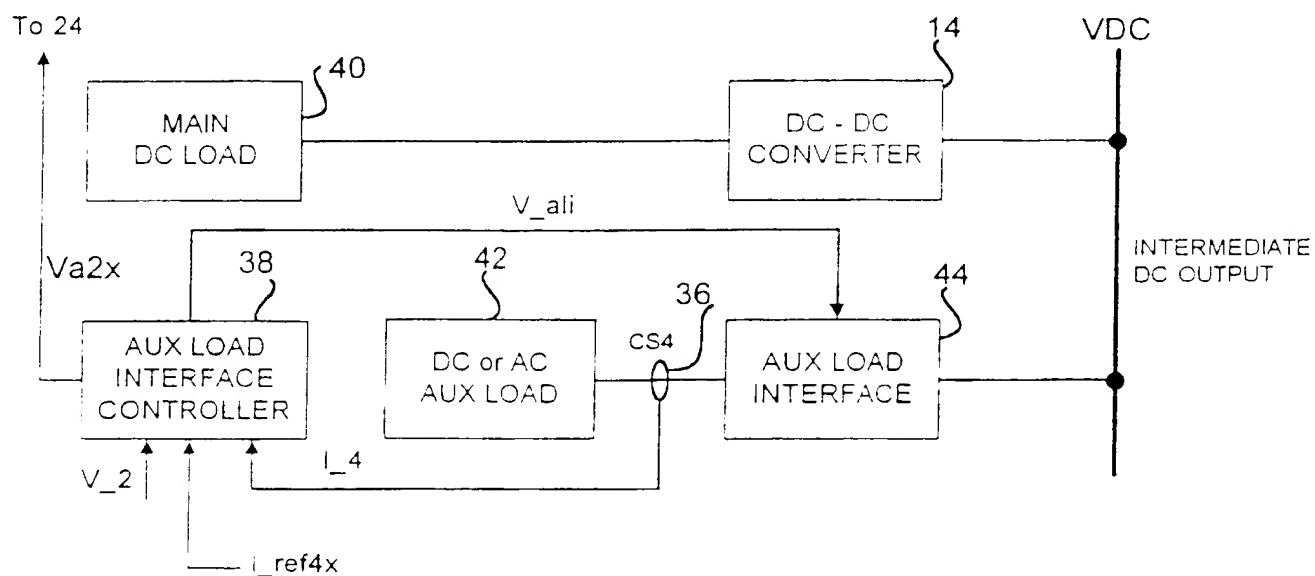 To 24
14
VDC
40
MAIN
DC LOAD
DC - DC
CONVERTER
V_ali
INTERMEDIATE
DC OUTPUT
Va2x
38
42
36
44
CS4
AUX LOAD
INTERFACE
CONTROLLER
DC or AC
AUX LOAD
AUX LOAD
INTERFACE
I_4
V_2
i_ref4x